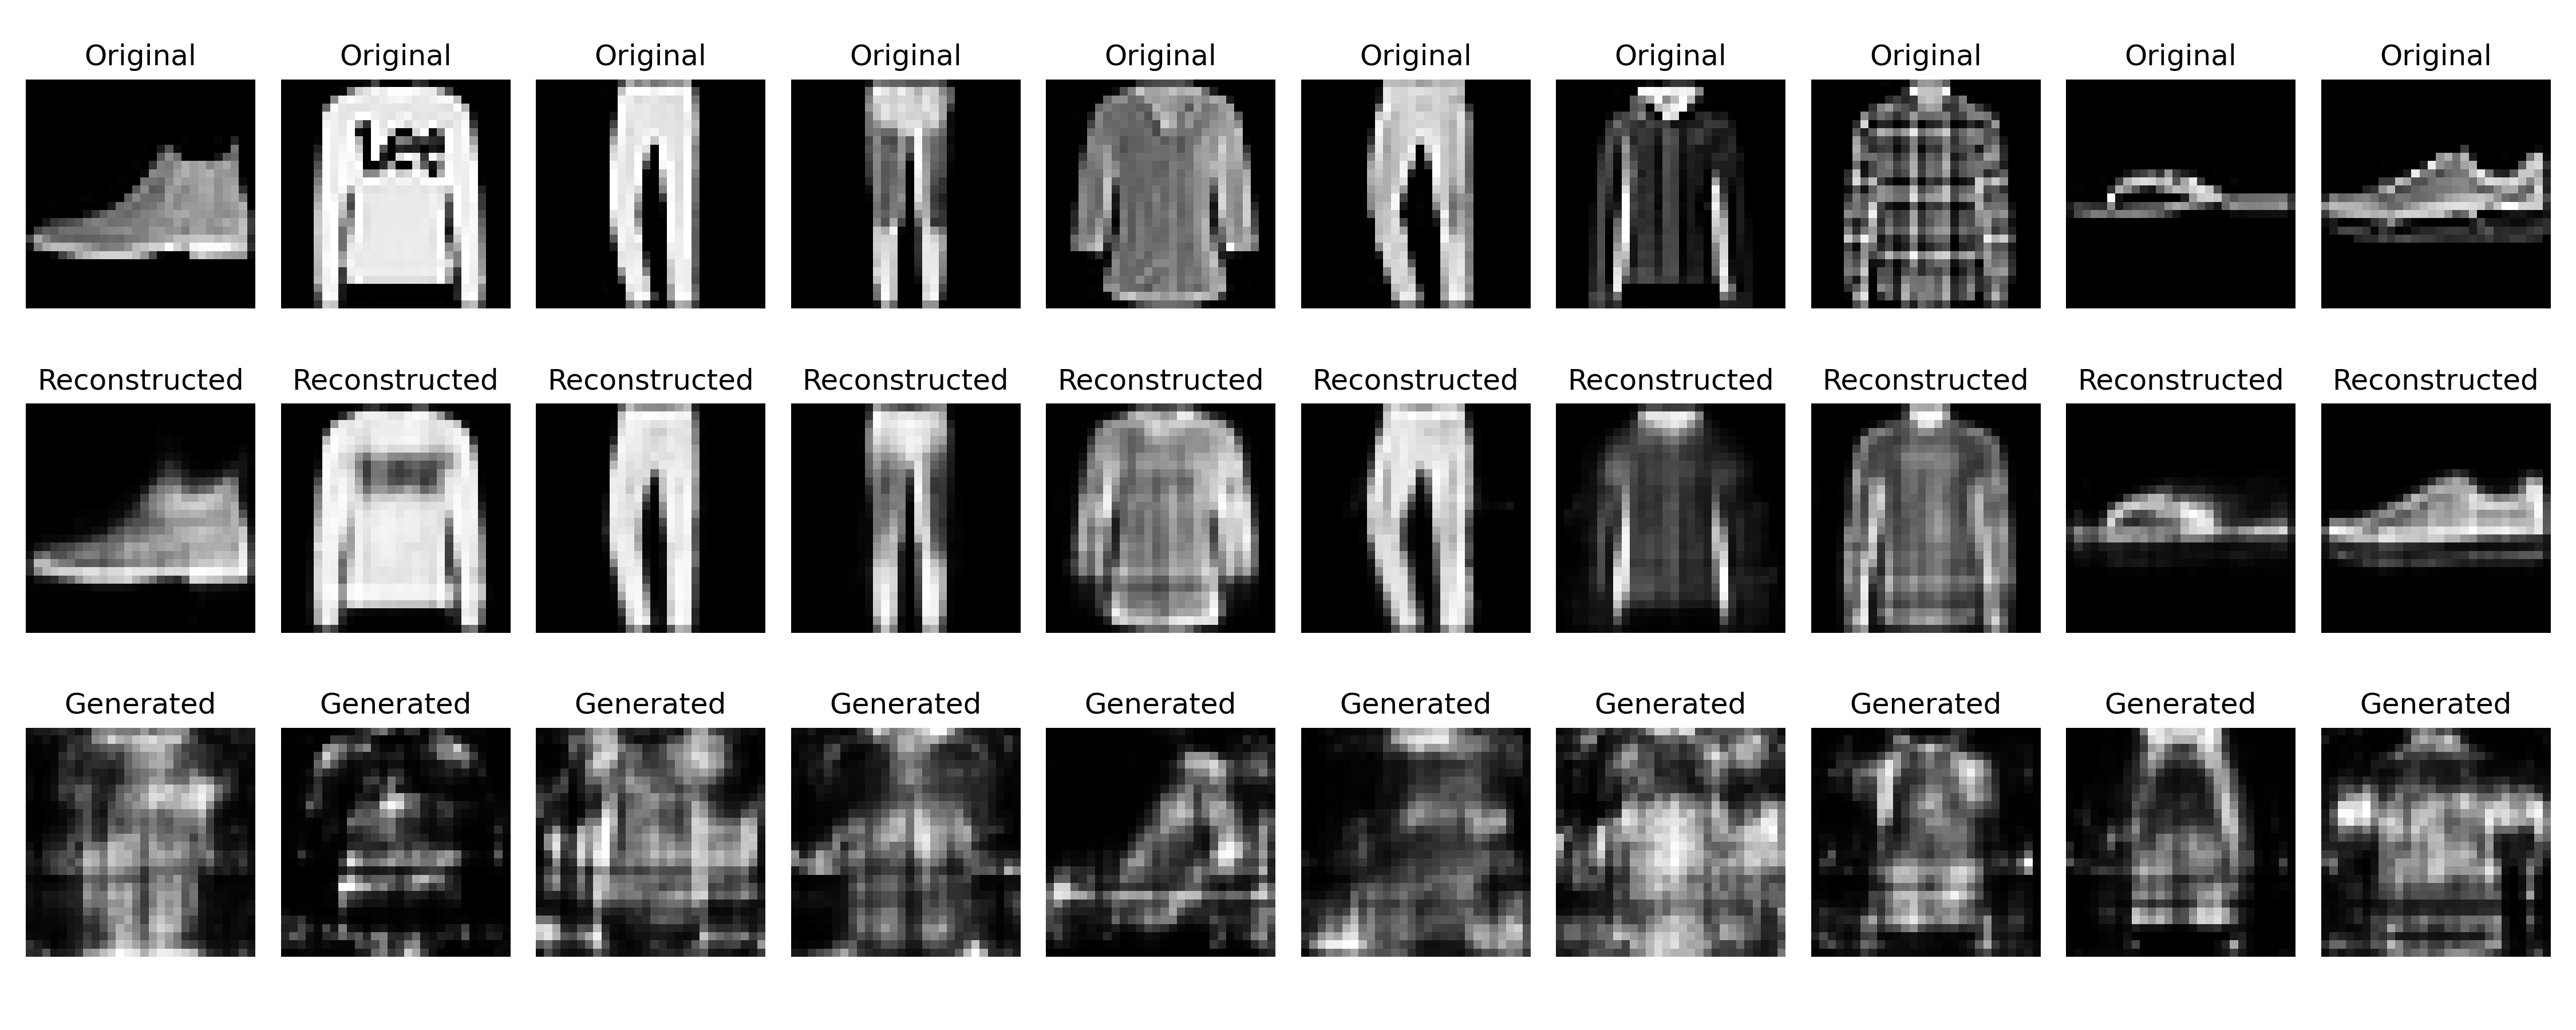 Original Original Original Original Original Original Original Original Original Original
Lee
Reconstructed Reconstructed Reconstructed Reconstructed Reconstructed Reconstructed Reconstructed Reconstructed Reconstructed Reconstructed
Generated Generated Generated Generated Generated Generated Generated Generated Generated Generated